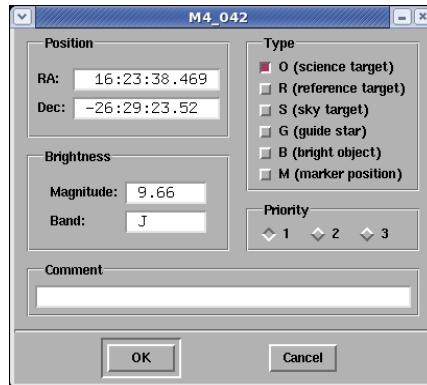 M4_042
Position
RA: 16:23:38.469
Dec: -26:29:23.52
Brightness
Magnitude: 9.66
Band: J
Type
O (science target)
R (reference target)
S (sky target)
G (guide star)
B (bright object)
M (marker position)
Priority
1 2 3
Comment
OK Cancel